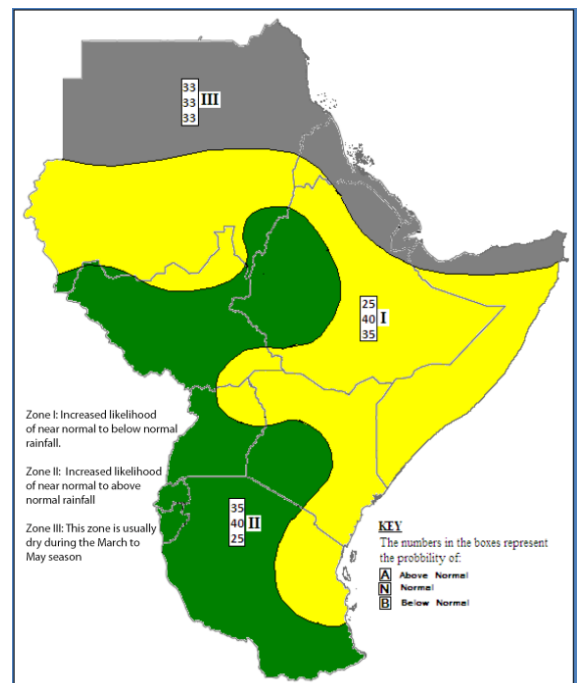 33
33 III
33
25
40 I
35
Zone I: Increased likelihood
of near normal to below normal
rainfall.
Zone II:  Increased likelihood
of near normal to above
normal rainfall
Zone III: This zone is usually
dry during the March to
May season
35
40 II
25
KEY
The numbers in the boxes represent
the probbility of:
A Above Normal
N Normal
B Below Normal